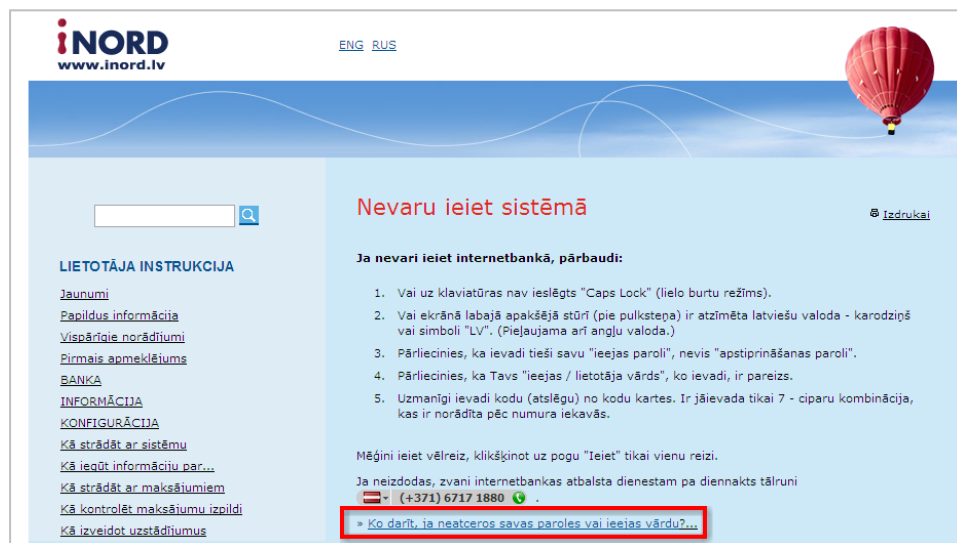 iNORD
www.inord.lv
ENG RUS
Nevaru ieiet sistēmā
Izdrukai
LIETOTĀJA INSTRUKCIJA
Jaunumi
Papildus informācija
Vispārīgie norādījumi
Pirmais apmeklējums
BANKA
INFORMĀCIJA
KONFIGURĀCIJA
Kā strādāt ar sistēmu
Kā iegūt informāciju par...
Kā strādāt ar maksājumiem
Kā kontrolēt maksājumu izpildi
Kā izveidot uzstādījumus
Ja nevari ieiet internetbankā, pārbaudi:
1. Vai uz klaviatūras nav ieslēgts "Caps Lock" (lielo burtu režīms).
2. Vai ekrānā labajā apakšējā stūrī (pie pulksteņa) ir atzīmēta latviešu valoda - karodziņš
vai simboli "LV". (Pieļaujama arī angļu valoda.)
3. Pārliecinies, ka ievadi tieši savu "ieejas paroli", nevis "apstiprināšanas paroli".
4. Pārliecinies, ka Tavs "ieejas / lietotāja vārds", ko ievadi, ir pareizs.
5. Uzmanīgi ievadi kodu (atslēgu) no kodu kartes. Ir jāievada tikai 7 - ciparu kombinācija,
kas ir norādīta pēc numura iekavās.
Mēģini ieiet vēlreiz, klikšķinot uz pogu "Ieiet" tikai vienu reizi.
Ja neizdodas, zvani internetbankas atbalsta dienestam pa diennakts tālruni
(+371) 6717 1880 .
» Ko darīt, ja neatceros savas paroles vai ieejas vārdu?...